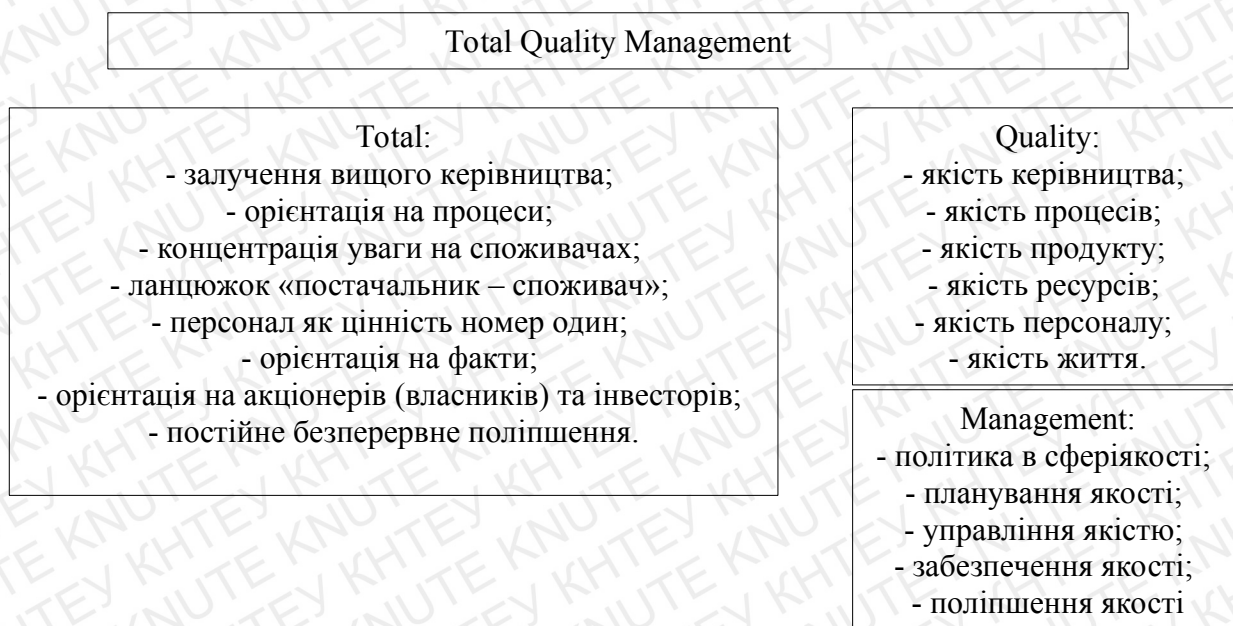 Total Quality Management
Total:
- залучення вищого керівництва;
- орієнтація на процеси;
- концентрація уваги на споживачах;
- ланцюжок «постачальник – споживач»;
- персонал як цінність номер один;
- орієнтація на факти;
- орієнтація на акціонерів (власників) та інвесторів;
- постійне безперервне поліпшення.
Quality:
- якість керівництва;
- якість процесів;
- якість продукту;
- якість ресурсів;
- якість персоналу;
- якість життя.
Management:
- політика в сферіякості;
- планування якості;
- управління якістю;
- забезпечення якості;
- поліпшення якості